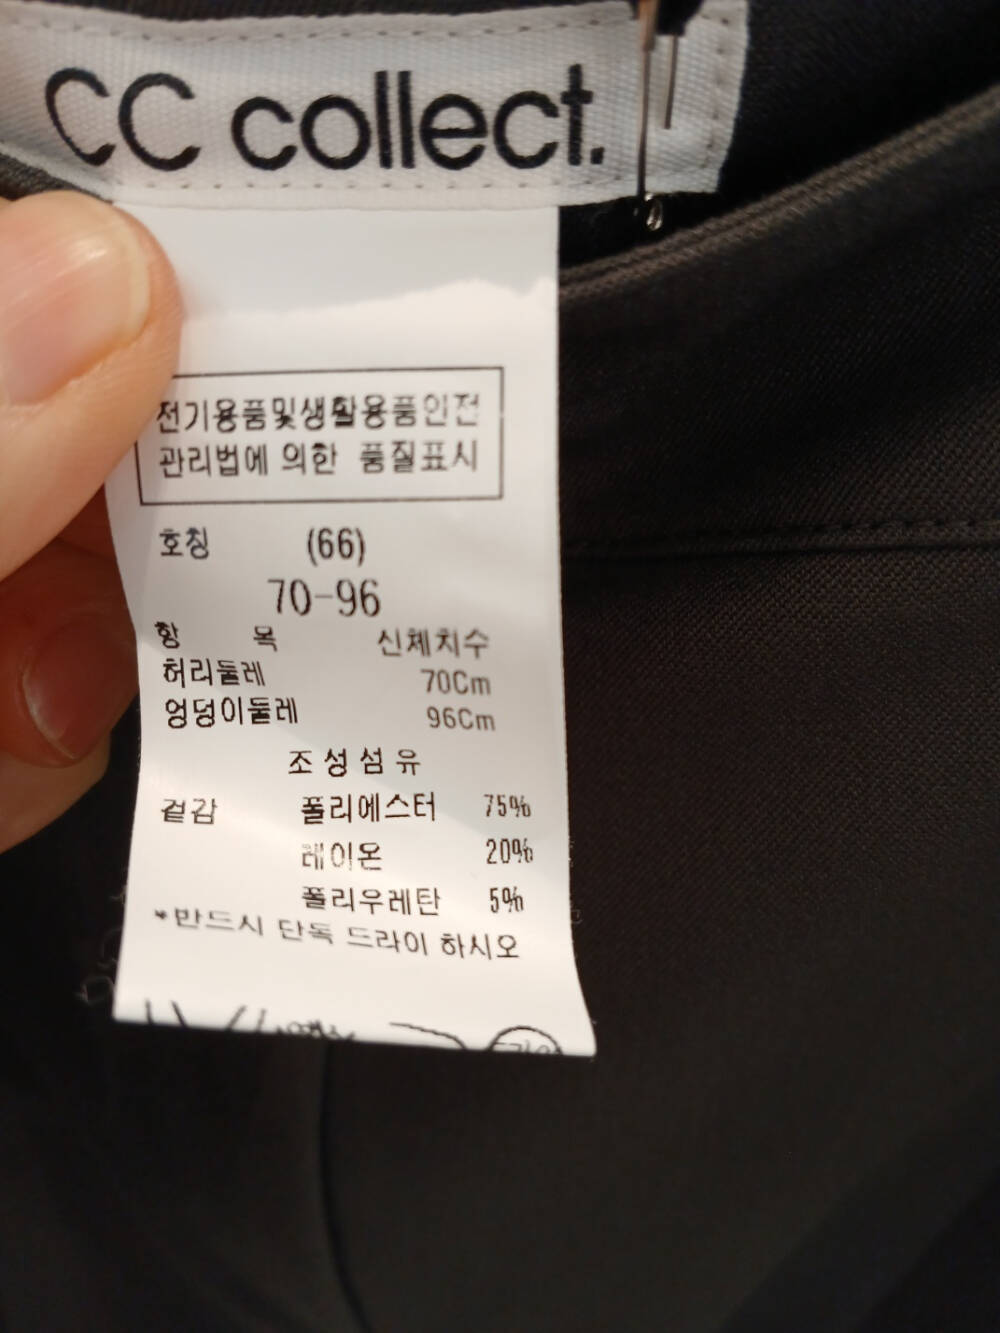 CC collect.
전기용품및생활용품안전
관리법에 의한 품질표시
호칭 (66)
70-96
항 목 신체치수
허리둘레 70Cm
엉덩이둘레 96Cm
조성섬유
겉감 폴리에스터 75%
레이온 20%
폴리우레탄 5%
*반드시 단독 드라이 하시오